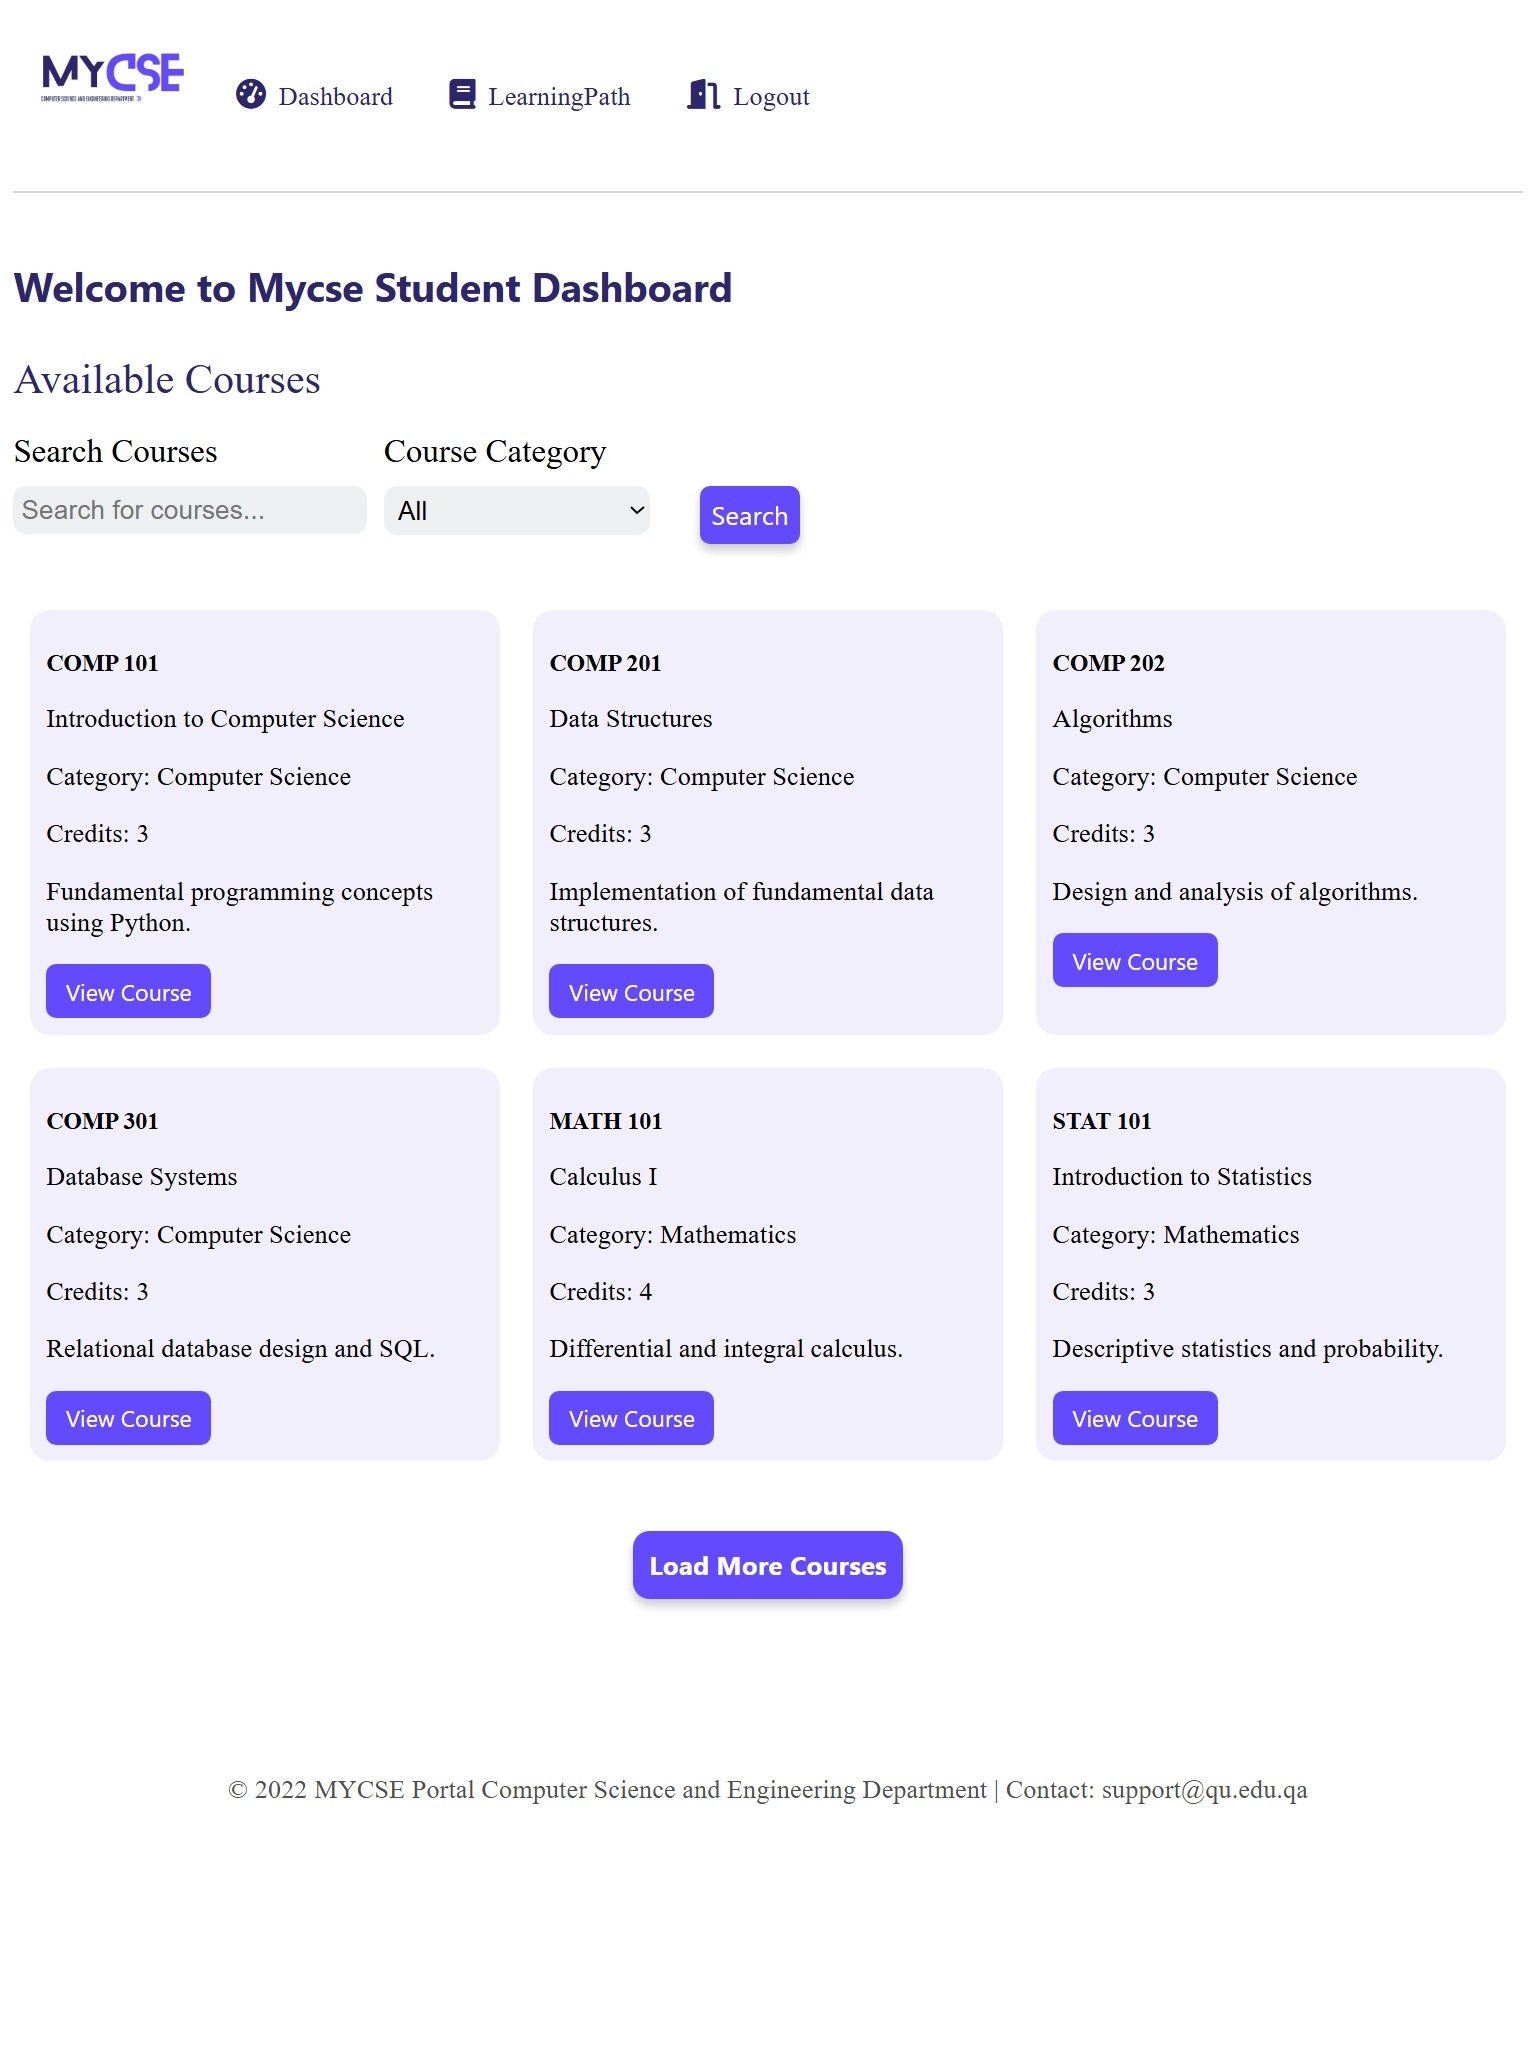 MYCSE
COMPUTER SCIENCE AND ENGINEERING DEPARTMENT
Dashboard
LearningPath
Logout
Welcome to Mycse Student Dashboard
Available Courses
Search Courses
Course Category
Search for courses...
All
Search
COMP 101
Introduction to Computer Science
Category: Computer Science
Credits: 3
Fundamental programming concepts
using Python.
View Course
COMP 201
Data Structures
Category: Computer Science
Credits: 3
Implementation of fundamental data
structures.
View Course
COMP 202
Algorithms
Category: Computer Science
Credits: 3
Design and analysis of algorithms.
View Course
COMP 301
Database Systems
Category: Computer Science
Credits: 3
Relational database design and SQL.
View Course
MATH 101
Calculus I
Category: Mathematics
Credits: 4
Differential and integral calculus.
View Course
STAT 101
Introduction to Statistics
Category: Mathematics
Credits: 3
Descriptive statistics and probability.
View Course
Load More Courses
© 2022 MYCSE Portal Computer Science and Engineering Department | Contact: support@qu.edu.qa